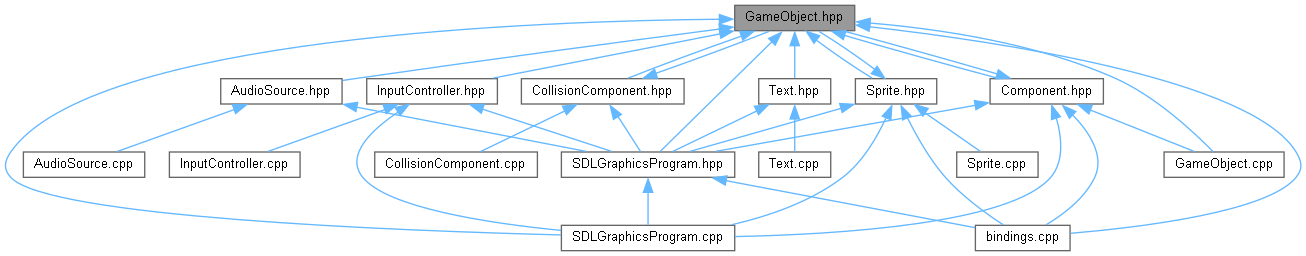 GameObject.hpp
AudioSource.hpp
InputController.hpp
CollisionComponent.hpp
Text.hpp
Sprite.hpp
Component.hpp
AudioSource.cpp
InputController.cpp
CollisionComponent.cpp
SDLGraphicsProgram.hpp
Text.cpp
Sprite.cpp
GameObject.cpp
SDLGraphicsProgram.cpp
bindings.cpp